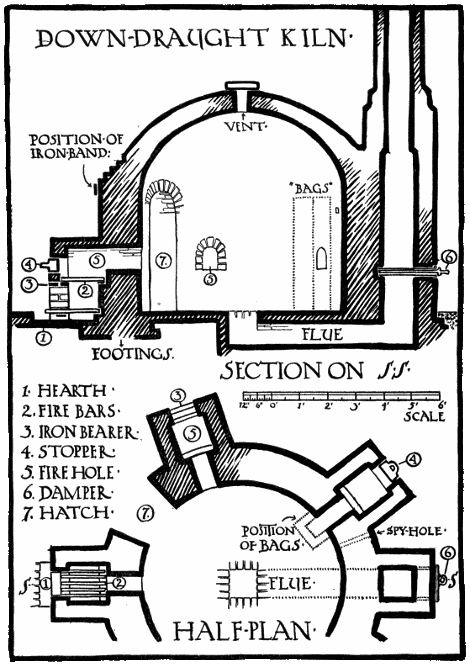 DOWN-DRAUGHT KILN.
POSITION OF
IRON BAND:
VENT.
"BAGS"
4
5
7
5
6
3
2
1
FOOTINGS.
FLUE
SECTION ON S.S.
12" 6" 0' 1' 2' 3' 4' 5' 6'
SCALE
1. HEARTH.
2. FIRE BARS.
3. IRON BEARER.
4. STOPPER.
5. FIRE HOLE.
6. DAMPER.
7. HATCH.
3
5
7
4
POSITION
OF BAGS.
SPY-HOLE.
6
S
1
2
FLUE.
S
HALF-PLAN.